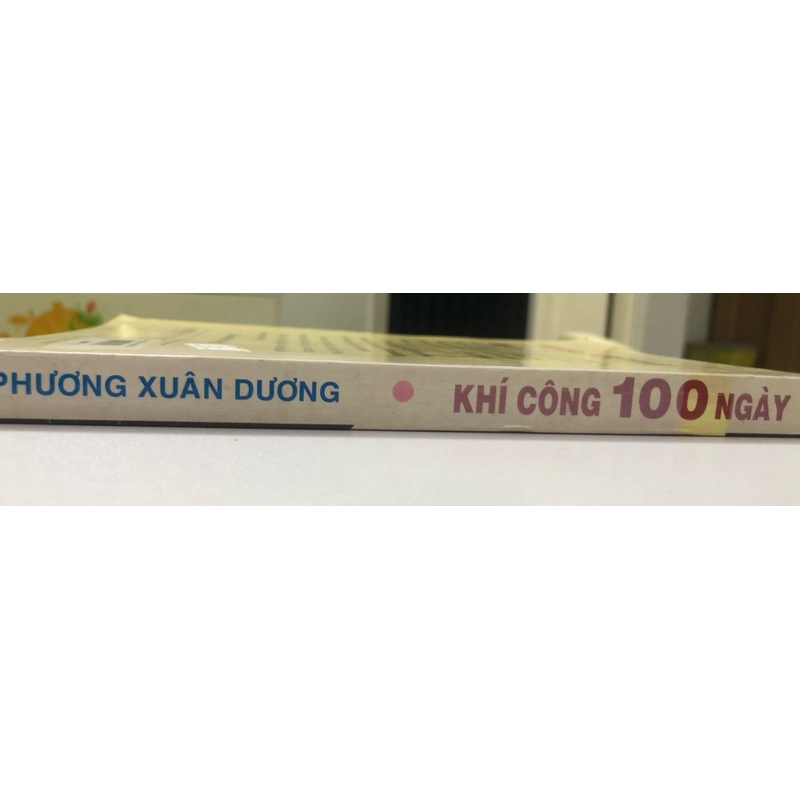 PHƯƠNG XUÂN DƯƠNG • KHÍ CÔNG 100 NGÀY